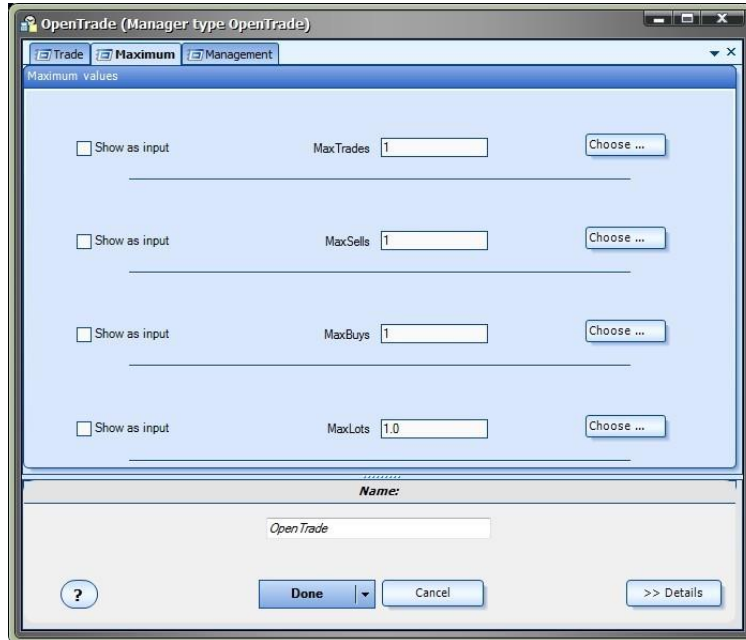 OpenTrade (Manager type OpenTrade)
Trade Maximum Management
Maximum values
Show as input MaxTrades 1 Choose ...
Show as input MaxSells 1 Choose ...
Show as input MaxBuys 1 Choose ...
Show as input MaxLots 1.0 Choose ...
Name:
OpenTrade
? Done Cancel >> Details